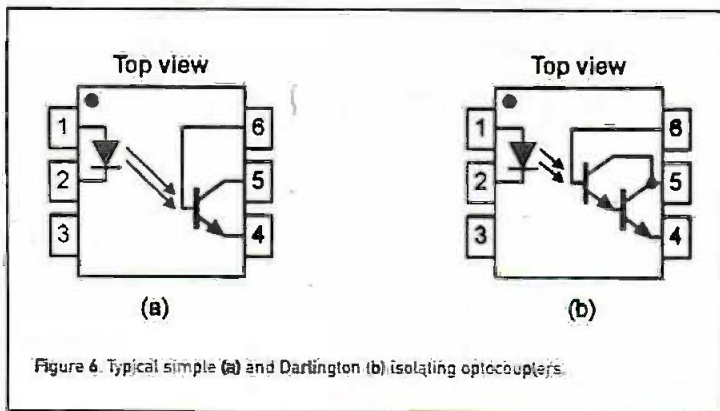 Top view
1
2
3
6
5
4
(a)
Top view
1
2
3
6
5
4
(b)
Figure 6. Typical simple (a) and Darlington (b) isolating optocouplers.